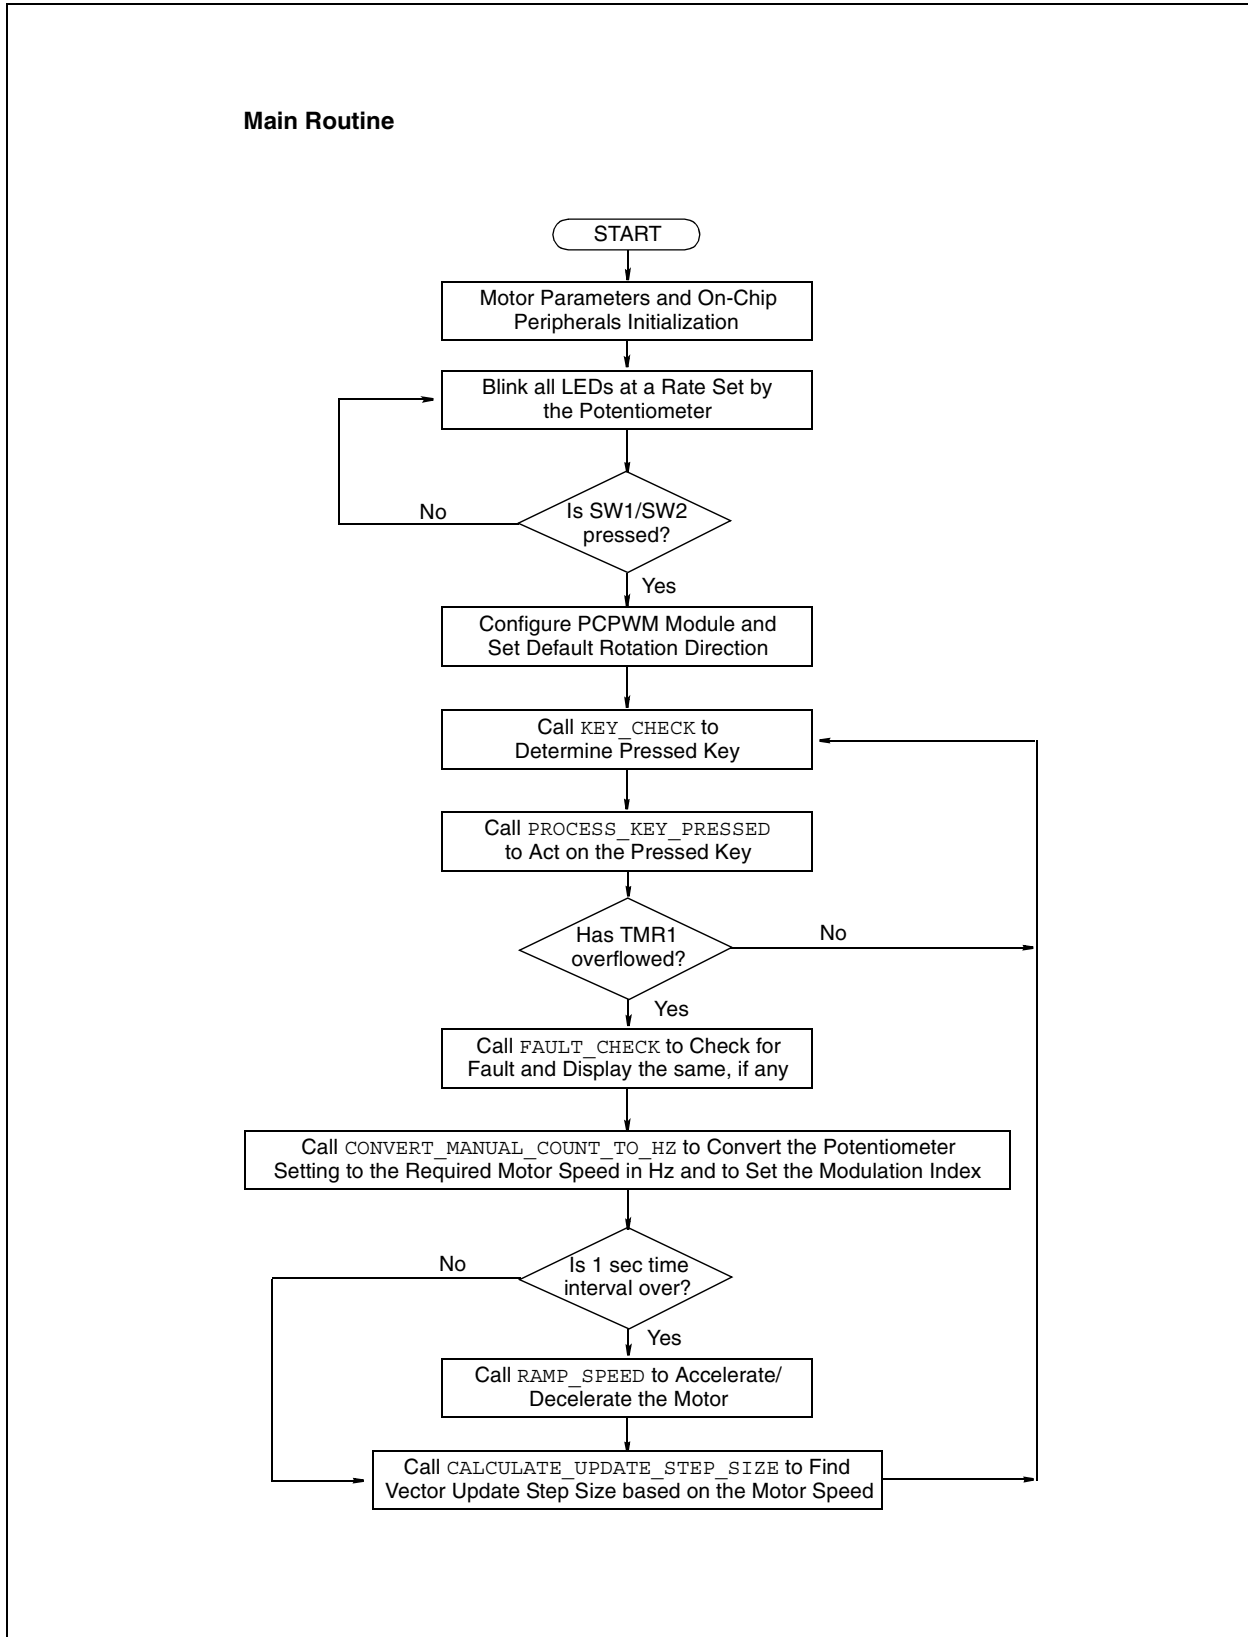 Main Routine
START
Motor Parameters and On-Chip
Peripherals Initialization
Blink all LEDs at a Rate Set by
the Potentiometer
No
Is SW1/SW2
pressed?
Yes
Configure PCPWM Module and
Set Default Rotation Direction
Call KEY_CHECK to
Determine Pressed Key
Call PROCESS_KEY_PRESSED
to Act on the Pressed Key
Has TMR1
overflowed?
No
Yes
Call FAULT_CHECK to Check for
Fault and Display the same, if any
Call CONVERT_MANUAL_COUNT_TO_HZ to Convert the Potentiometer
Setting to the Required Motor Speed in Hz and to Set the Modulation Index
No
Is 1 sec time
interval over?
Yes
Call RAMP_SPEED to Accelerate/
Decelerate the Motor
Call CALCULATE_UPDATE_STEP_SIZE to Find
Vector Update Step Size based on the Motor Speed